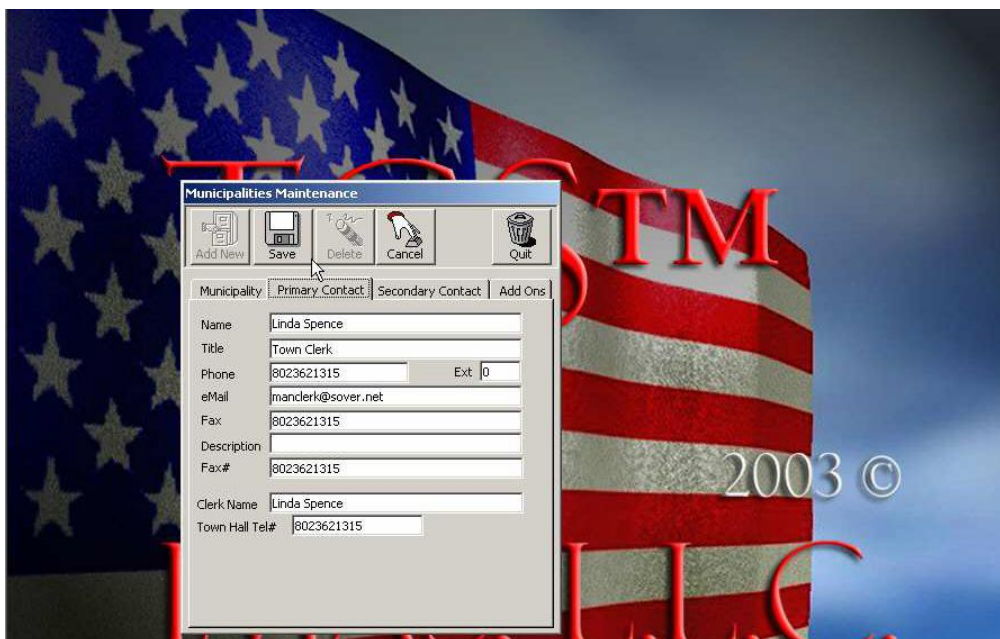 TM
Municipalities Maintenance
Add New Save Delete Cancel Quit
Municipality Primary Contact Secondary Contact Add Ons
Name Linda Spence
Title Town Clerk
Phone 8023621315 Ext 0
eMail manclerk@sover.net
Fax 8023621315
Description
Fax# 8023621315
2003 ©
Clerk Name Linda Spence
Town Hall Tel# 8023621315